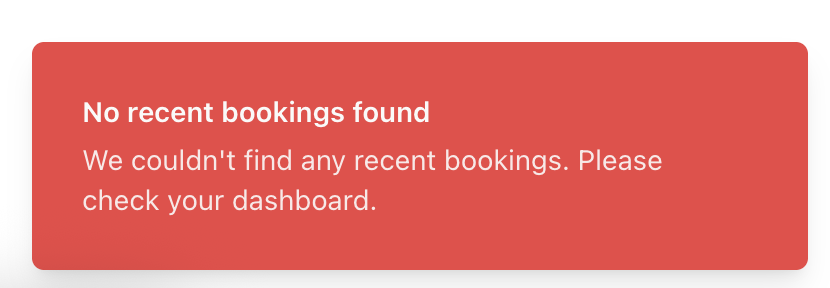 No recent bookings found
We couldn't find any recent bookings. Please
check your dashboard.